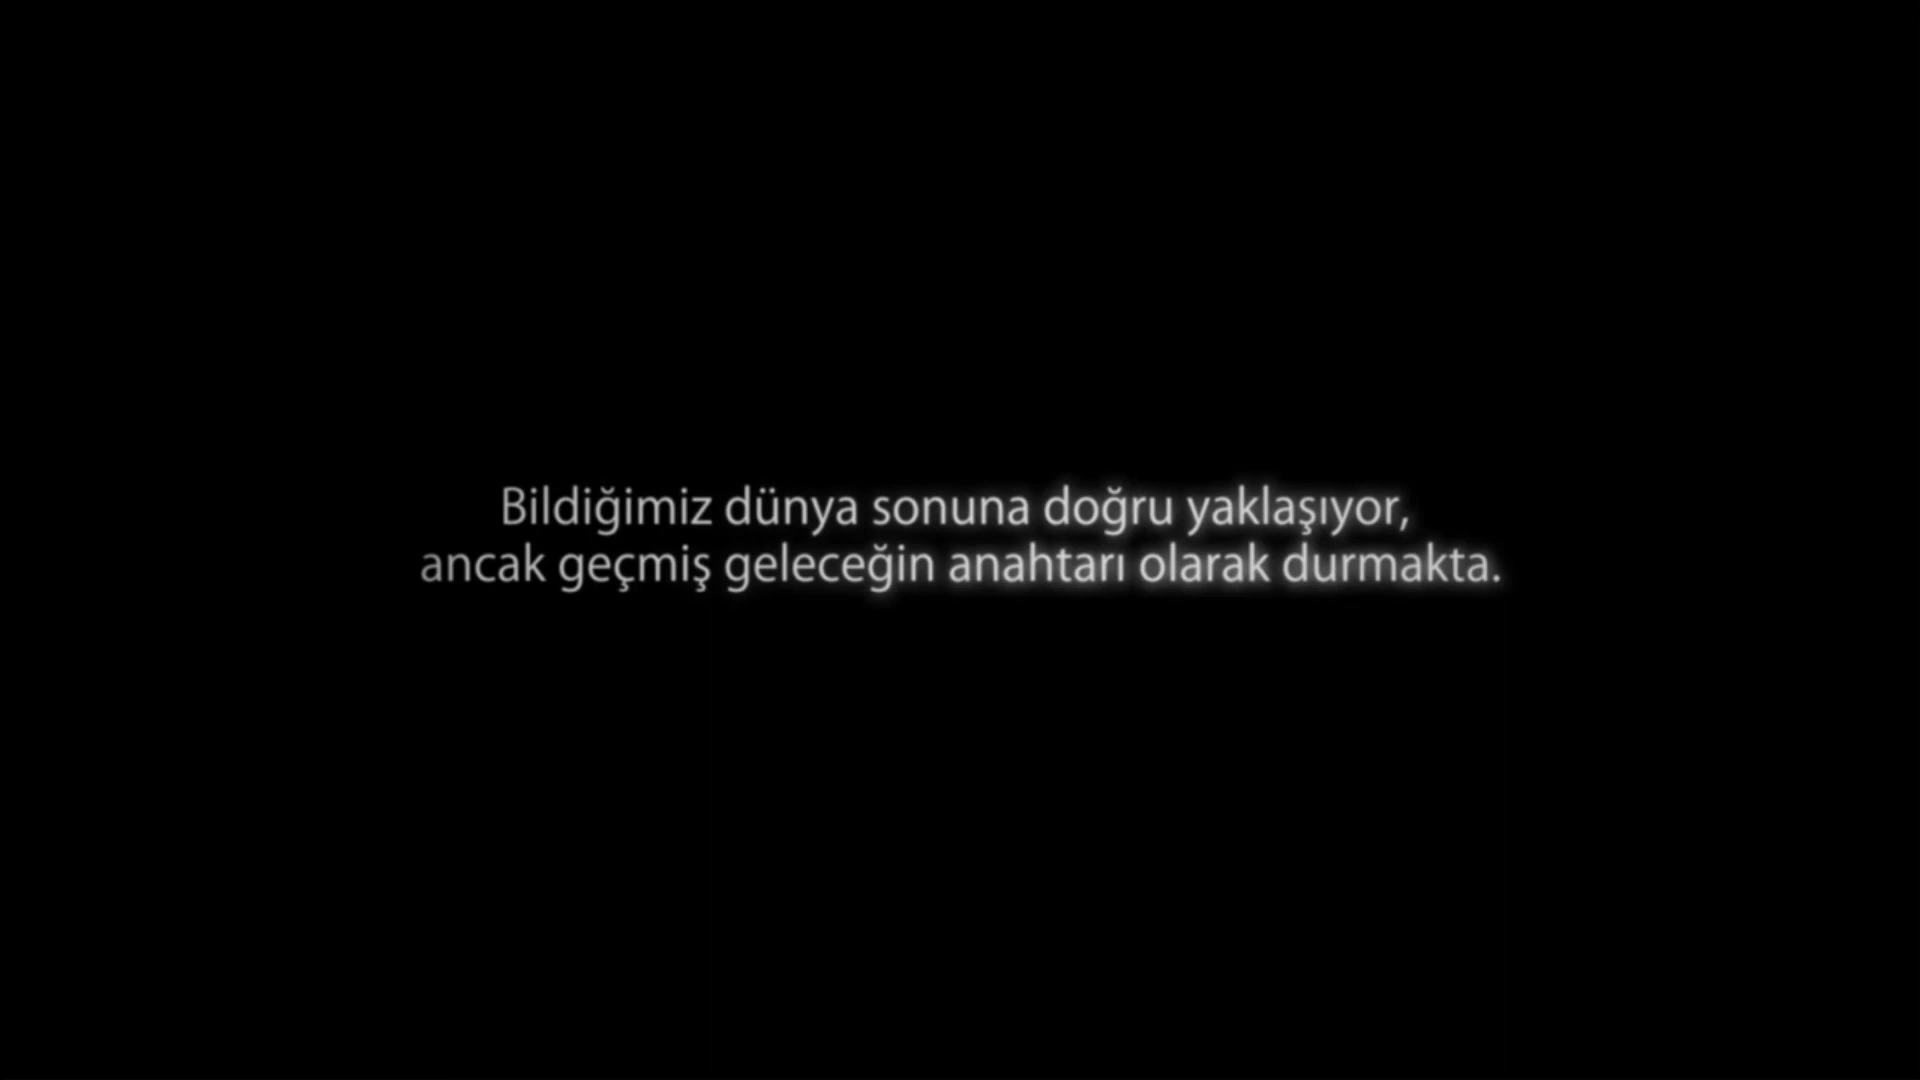 Bildiğimiz dünya sonuna doğru yaklaşıyor,
ancak geçmiş geleceğin anahtarı olarak durmakta.